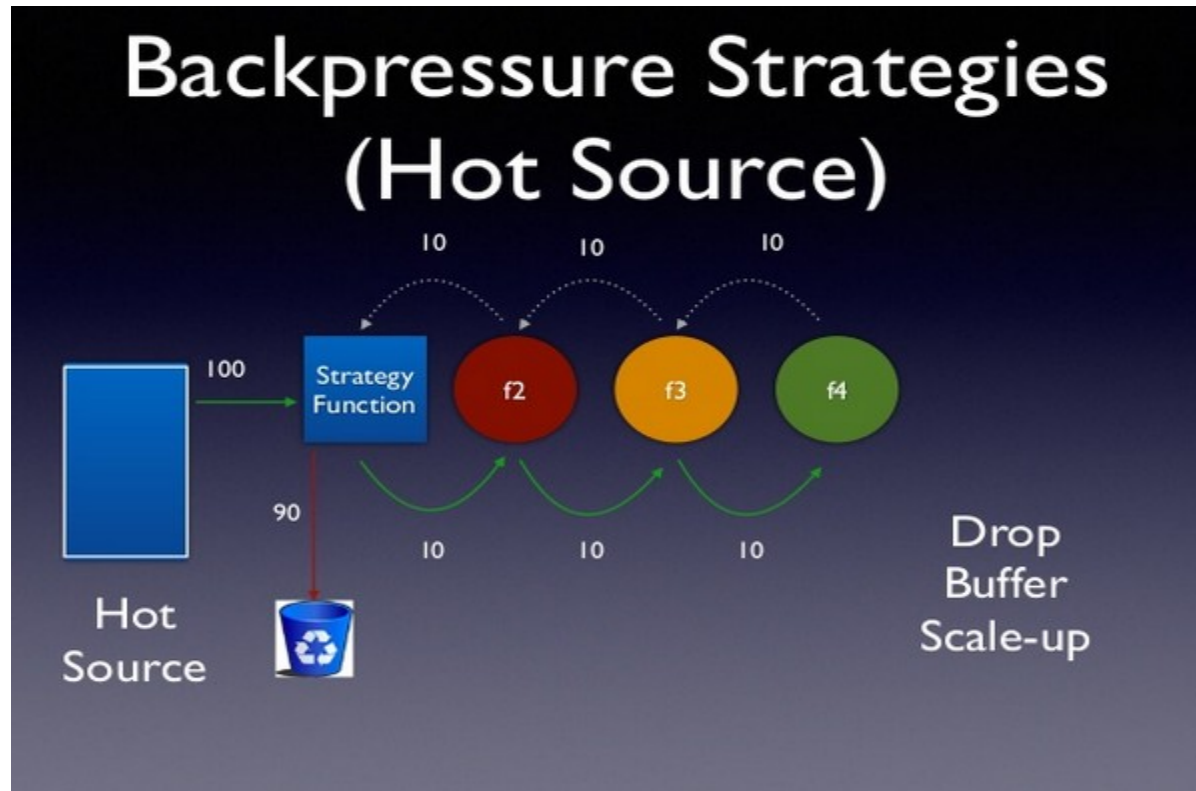 Backpressure Strategies
(Hot Source)
10
10
10
100
Strategy
Function
f2
f3
f4
90
10
10
10
Drop
Buffer
Scale-up
Hot
Source